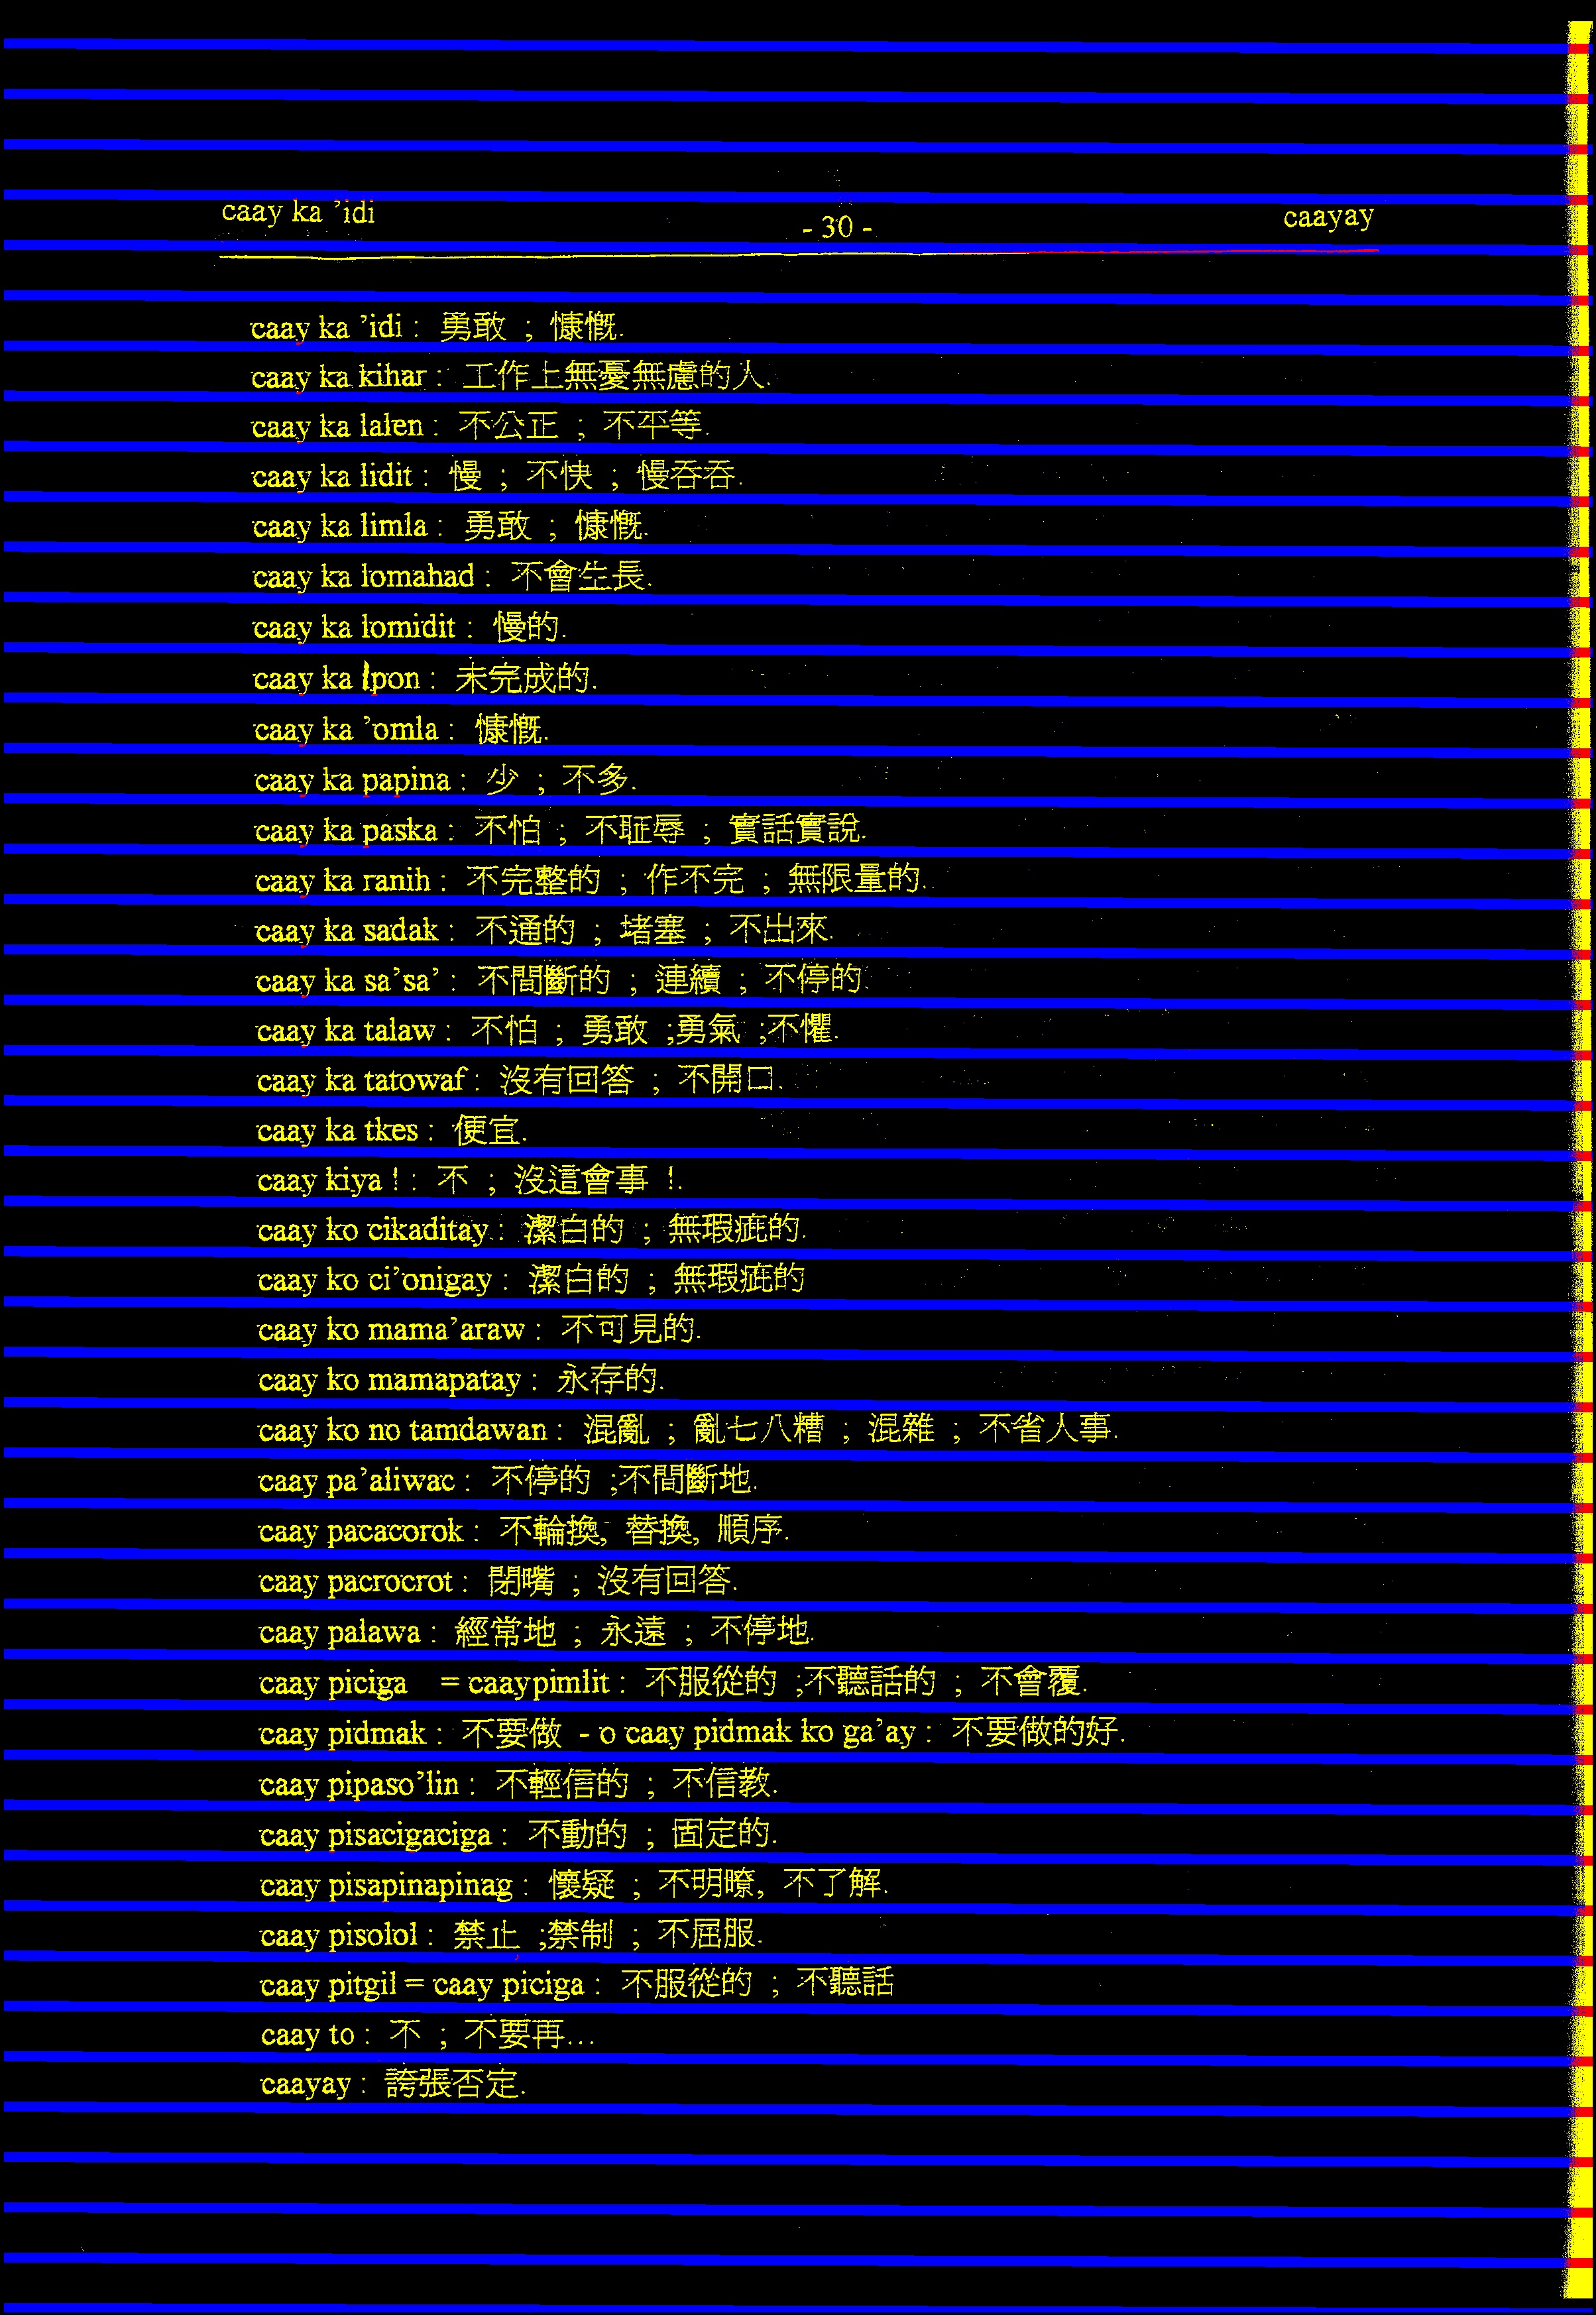 caay ka ’idi - 30 - caayay
caay ka ’idi : 勇敢 ; 慷慨.
caay ka kihar : 工作上無憂無慮的人.
caay ka lalen : 不公正 ; 不平等.
caay ka lidit : 慢 ; 不快 ; 慢吞吞.
caay ka limla : 勇敢 ; 慷慨.
caay ka lomahad : 不會生長.
caay ka lomidit : 慢的.
caay ka lpon : 未完成的.
caay ka ’omla : 慷慨.
caay ka papina : 少 ; 不多.
caay ka paska : 不怕 ; 不耻辱 ; 實話實說.
caay ka ranih : 不完整的 ; 作不完 ; 無限量的.
caay ka sadak : 不通的 ; 堵塞 ; 不出來.
caay ka sa’sa’ : 不間斷的 ; 連續 ; 不停的.
caay ka talaw : 不怕 ; 勇敢 ;勇氣 ;不懼.
caay ka tatowaf : 沒有回答 ; 不開口.
caay ka tkes : 便宜.
caay kiya ! : 不 ; 沒這會事 !.
caay ko cikaditay : 潔白的 ; 無瑕疵的.
caay ko ci’onigay : 潔白的 ; 無瑕疵的
caay ko mama’araw : 不可見的.
caay ko mamapatay : 永存的.
caay ko no tamdawan : 混亂 ; 亂七八糟 ; 混雜 ; 不省人事.
caay pa’aliwac : 不停的 ;不間斷地.
caay pacacorok : 不輪換, 替換, 順序.
caay pacrocrot : 閉嘴 ; 沒有回答.
caay palawa : 經常地 ; 永遠 ; 不停地.
caay piciga = caaypimlit : 不服從的 ;不聽話的 ; 不會覆.
caay pidmak : 不要做 - o caay pidmak ko ga’ay : 不要做的好.
caay pipaso’lin : 不輕信的 ; 不信教.
caay pisacigaciga : 不動的 ; 固定的.
caay pisapinapinag : 懷疑 ; 不明瞭, 不了解.
caay pisolol : 禁止 ;禁制 ; 不屈服.
caay pitgil = caay piciga : 不服從的 ; 不聽話
caay to : 不 ; 不要再...
caayay : 誇張否定.